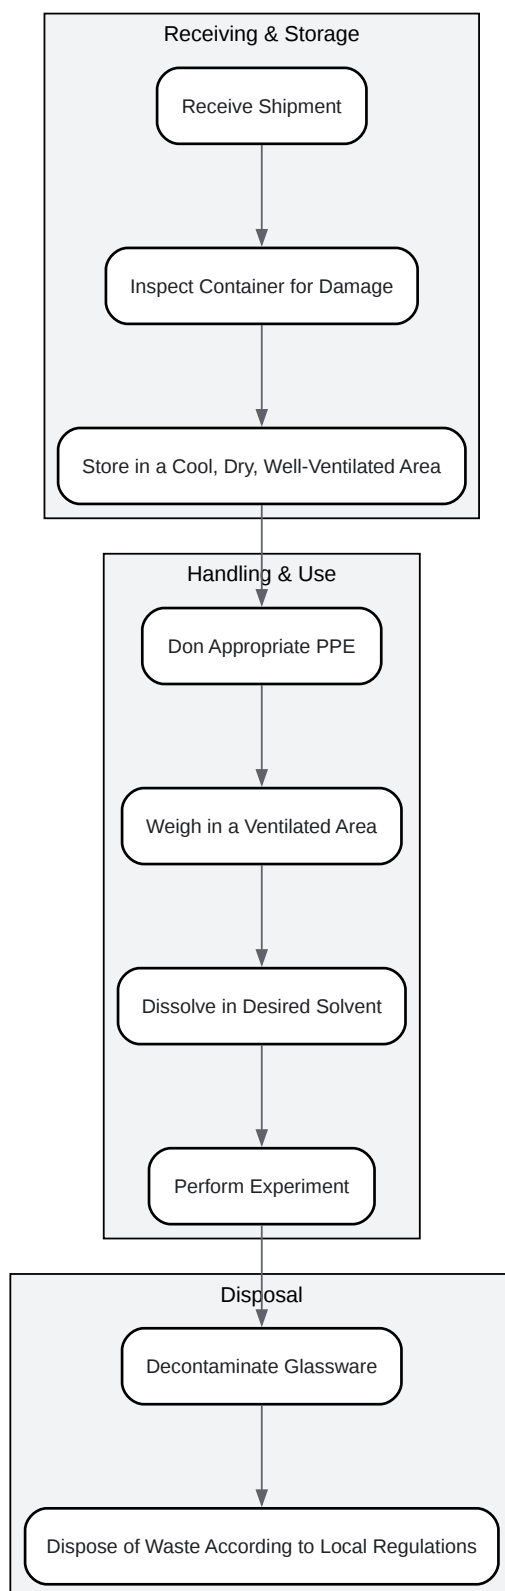 Receiving & Storage
Receive Shipment
Inspect Container for Damage
Store in a Cool, Dry, Well-Ventilated Area
Handling & Use
Don Appropriate PPE
Weigh in a Ventilated Area
Dissolve in Desired Solvent
Perform Experiment
Disposal
Decontaminate Glassware
Dispose of Waste According to Local Regulations